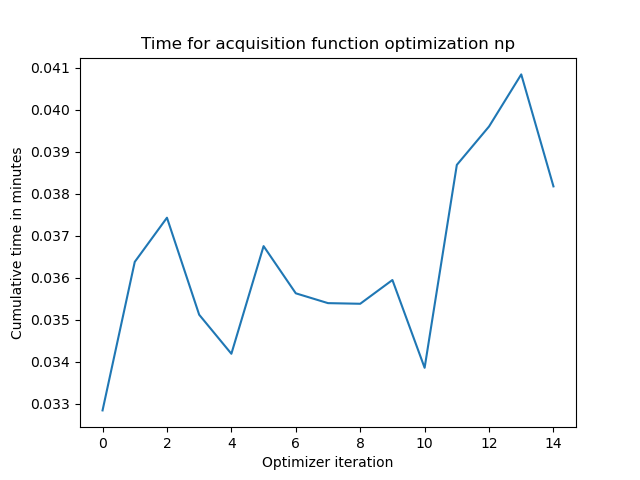 Time for acquisition function optimization np
0.041
0.040
0.039
0.038
0.037
0.036
0.035
0.034
0.033
Cumulative time in minutes
0 2 4 6 8 10 12 14
Optimizer iteration